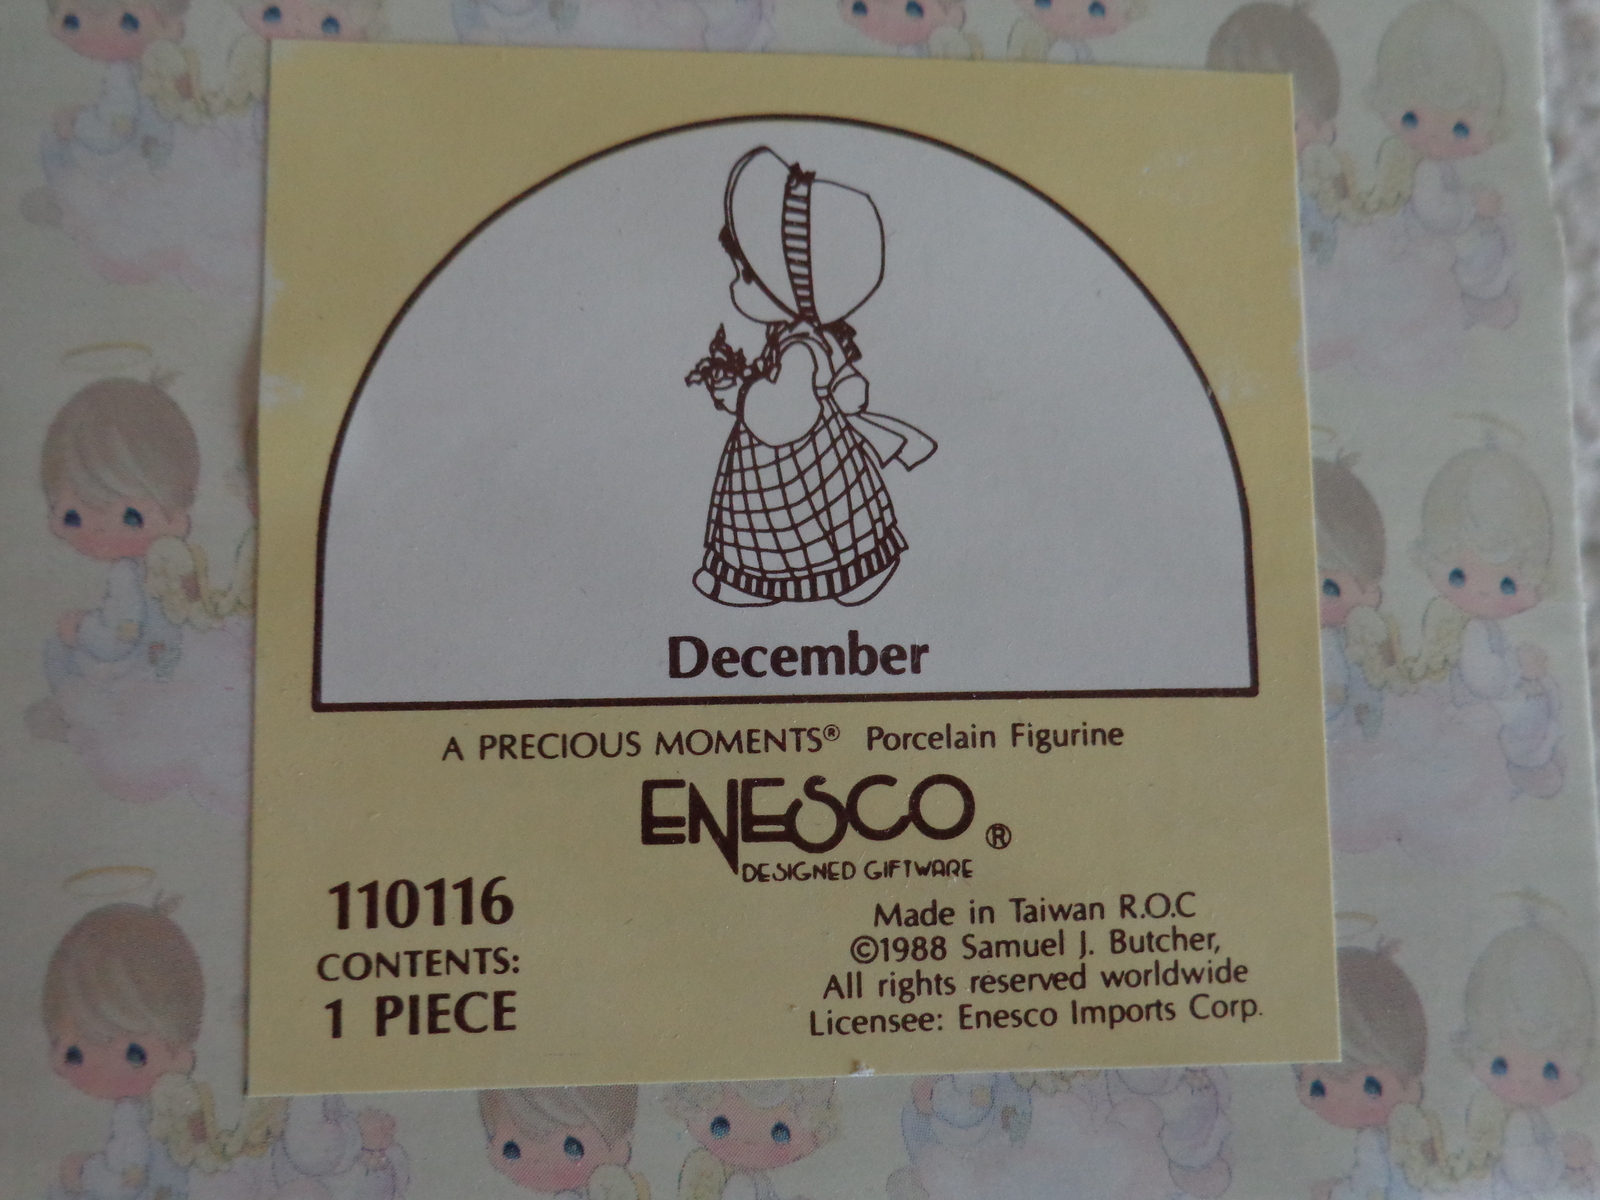 December
A PRECIOUS MOMENTS® Porcelain Figurine
ENESCO ®
DESIGNED GIFTWARE
110116
CONTENTS:
1 PIECE
Made in Taiwan R.O.C
©1988 Samuel J. Butcher,
All rights reserved worldwide
Licensee: Enesco Imports Corp.